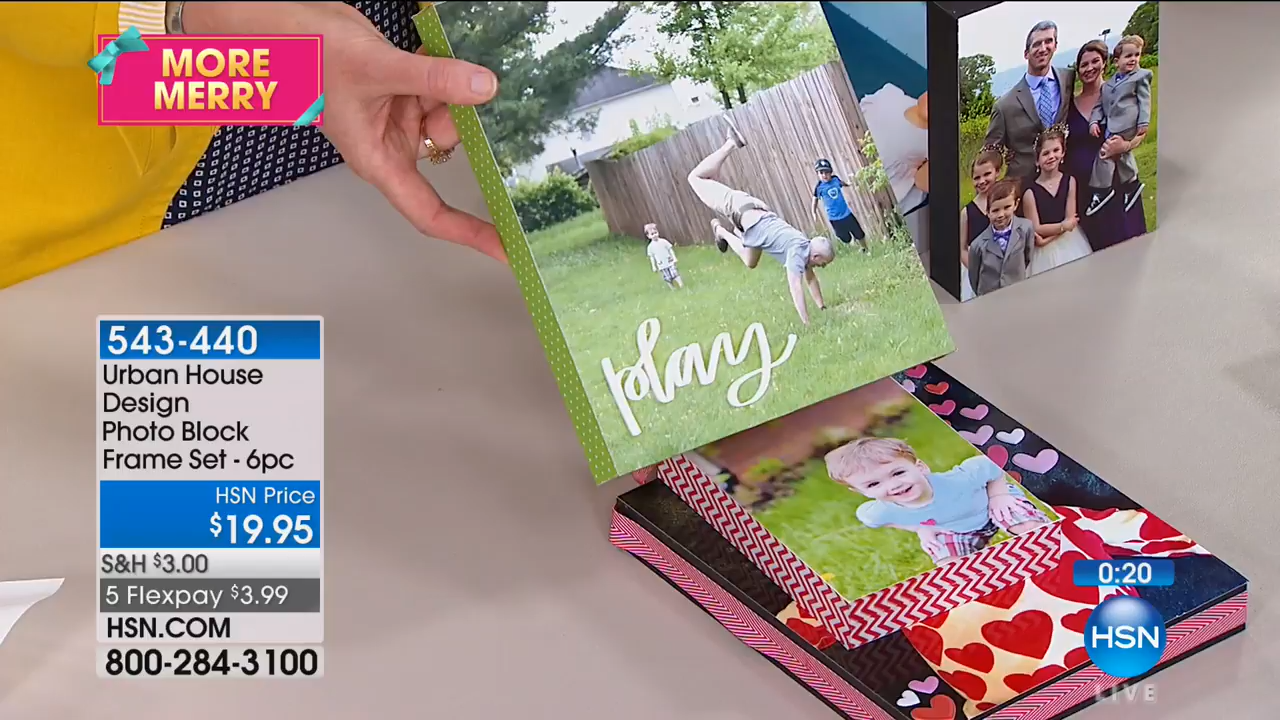 MORE
MERRY
play
543-440
Urban House
Design
Photo Block
Frame Set - 6pc
HSN Price
$19.95
S&H $3.00
5 Flexpay $3.99
HSN.COM
800-284-3100
0:20
HSN
LIVE